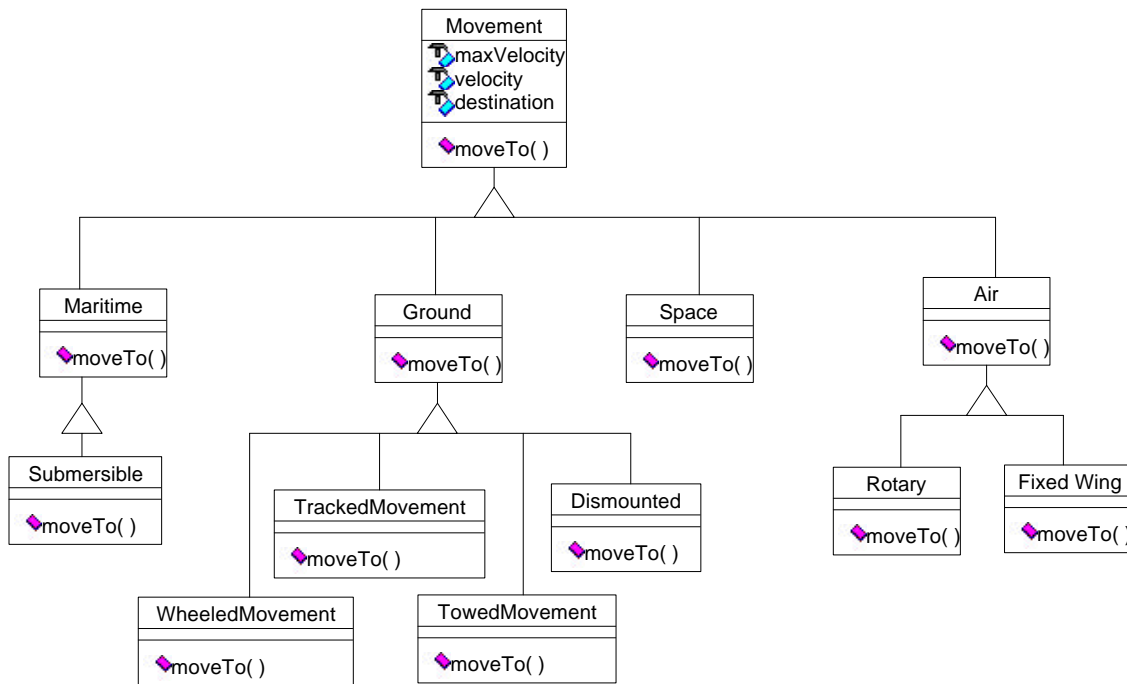 Movement
maxVelocity
velocity
destination
moveTo( )
Maritime
moveTo( )
Ground
moveTo( )
Space
moveTo( )
Air
moveTo( )
Submersible
moveTo( )
TrackedMovement
moveTo( )
Dismounted
moveTo( )
Rotary
moveTo( )
Fixed Wing
moveTo( )
WheeledMovement
moveTo( )
TowedMovement
moveTo( )